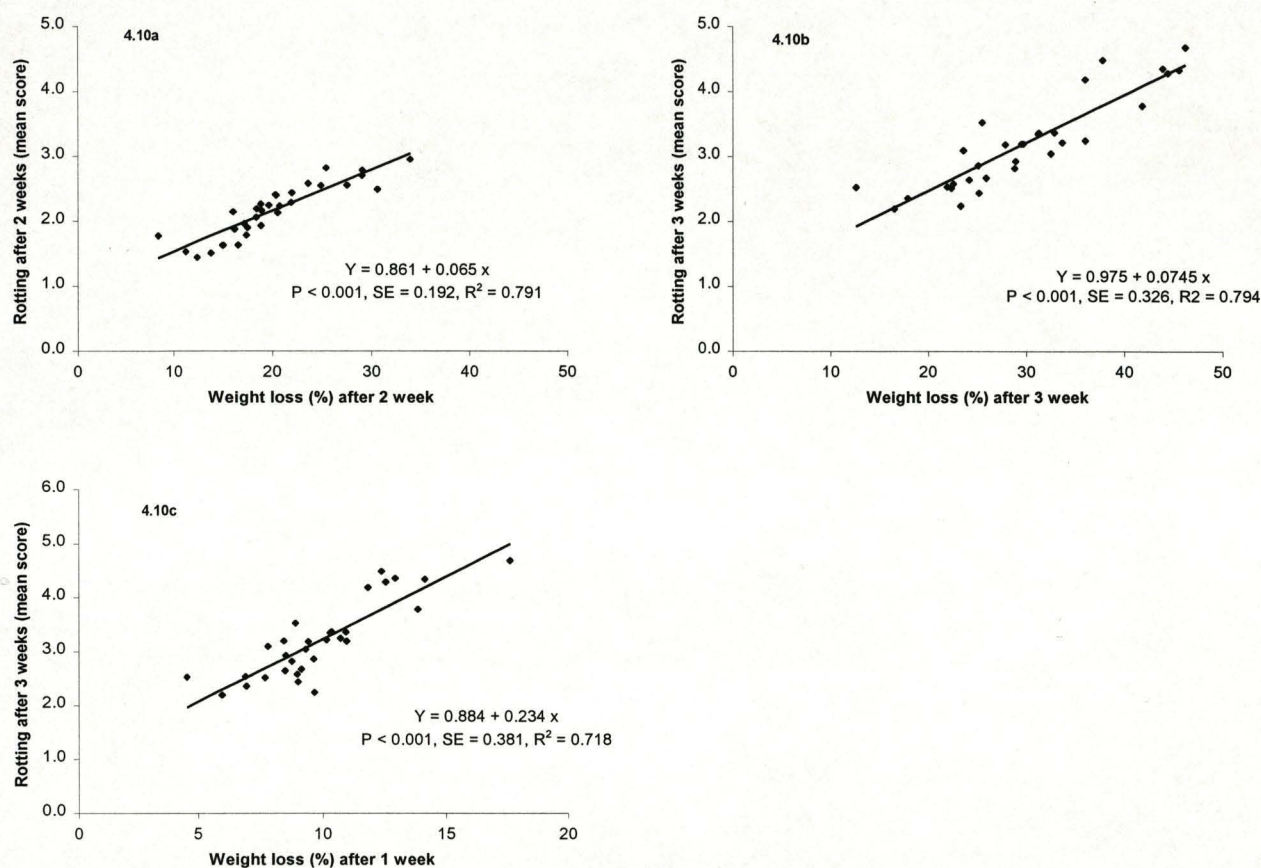 4.10a
Rotting after 2 weeks (mean score)
5.0
4.0
3.0
2.0
1.0
0.0
Y = 0.861 + 0.065 x
P < 0.001, SE = 0.192, R² = 0.791
0 10 20 30 40 50
Weight loss (%) after 2 week
4.10b
Rotting after 3 weeks (mean score)
5.0
4.0
3.0
2.0
1.0
0.0
Y = 0.975 + 0.0745 x
P < 0.001, SE = 0.326, R2 = 0.794
0 10 20 30 40 50
Weight loss (%) after 3 week
4.10c
Rotting after 3 weeks (mean score)
6.0
5.0
4.0
3.0
2.0
1.0
0.0
Y = 0.884 + 0.234 x
P < 0.001, SE = 0.381, R² = 0.718
0 5 10 15 20
Weight loss (%) after 1 week